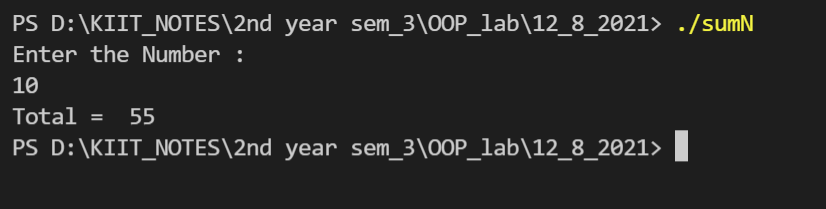 PS D:\KIIT_NOTES\2nd year sem_3\OOP_lab\12_8_2021> ./sumN
Enter the Number :
10
Total =  55
PS D:\KIIT_NOTES\2nd year sem_3\OOP_lab\12_8_2021>